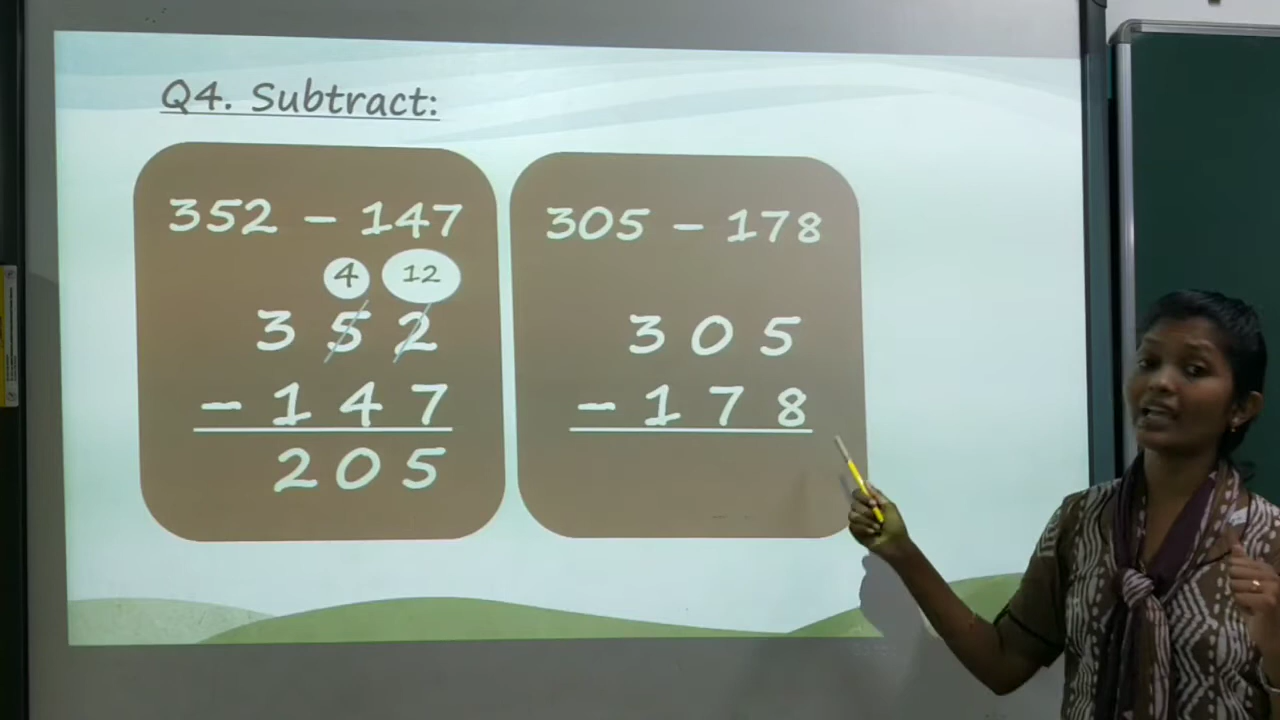 Q4. Subtract:
352 - 147
4 12
3 5 2
- 1 4 7
2 0 5
305 - 178
3 0 5
- 1 7 8